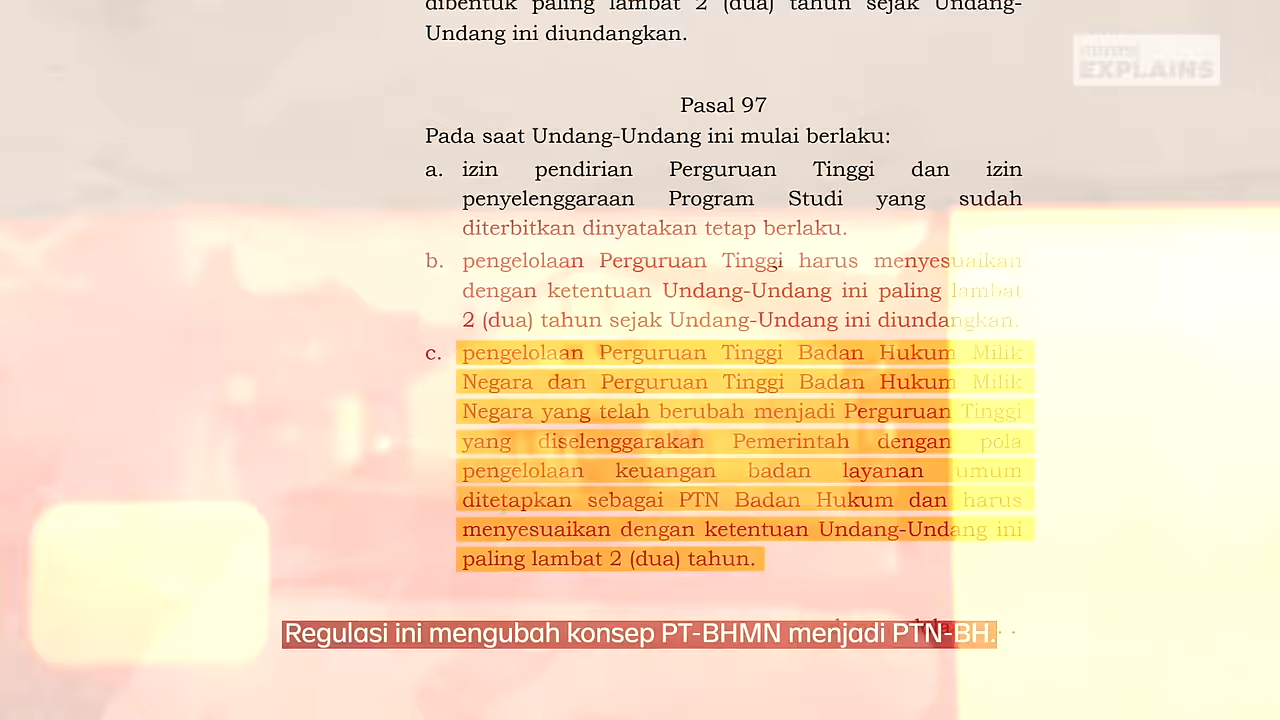 dibentuk paling lambat 2 (dua) tahun sejak Undang-
Undang ini diundangkan.
EXPLAINS
Pasal 97
Pada saat Undang-Undang ini mulai berlaku:
a. izin pendirian Perguruan Tinggi dan izin
penyelenggaraan Program Studi yang sudah
diterbitkan dinyatakan tetap berlaku.
b. pengelolaan Perguruan Tinggi harus menyesuaikan
dengan ketentuan Undang-Undang ini paling lambat
2 (dua) tahun sejak Undang-Undang ini diundangkan.
c. pengelolaan Perguruan Tinggi Badan Hukum Milik
Negara dan Perguruan Tinggi Badan Hukum Milik
Negara yang telah berubah menjadi Perguruan Tinggi
yang diselenggarakan Pemerintah dengan pola
pengelolaan keuangan badan layanan umum
ditetapkan sebagai PTN Badan Hukum dan harus
menyesuaikan dengan ketentuan Undang-Undang ini
paling lambat 2 (dua) tahun.
Regulasi ini mengubah konsep PT-BHMN menjadi PTN-BH.